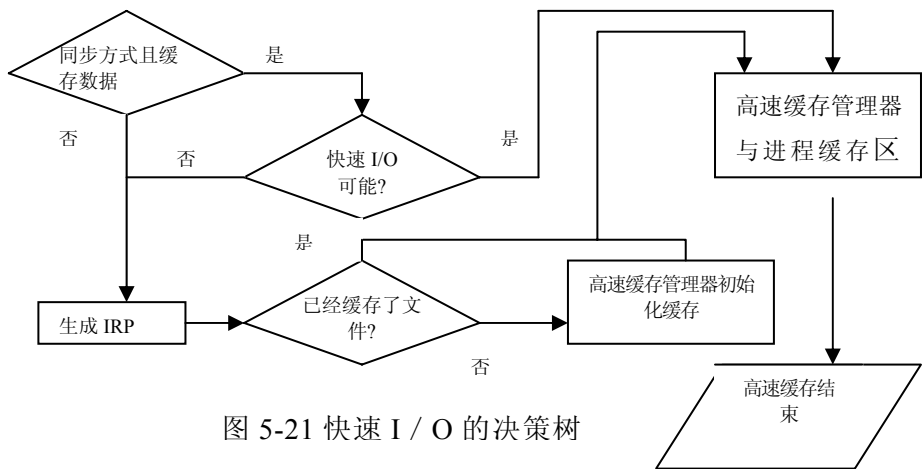 同步方式且缓
存数据
是
否
快速 I/O
可能?
否
是
高速缓存管理器
与进程缓存区
是
生成 IRP
已经缓存了文
件?
否
高速缓存管理器初始
化缓存
高速缓存结
束
图 5-21 快速 I / O 的决策树